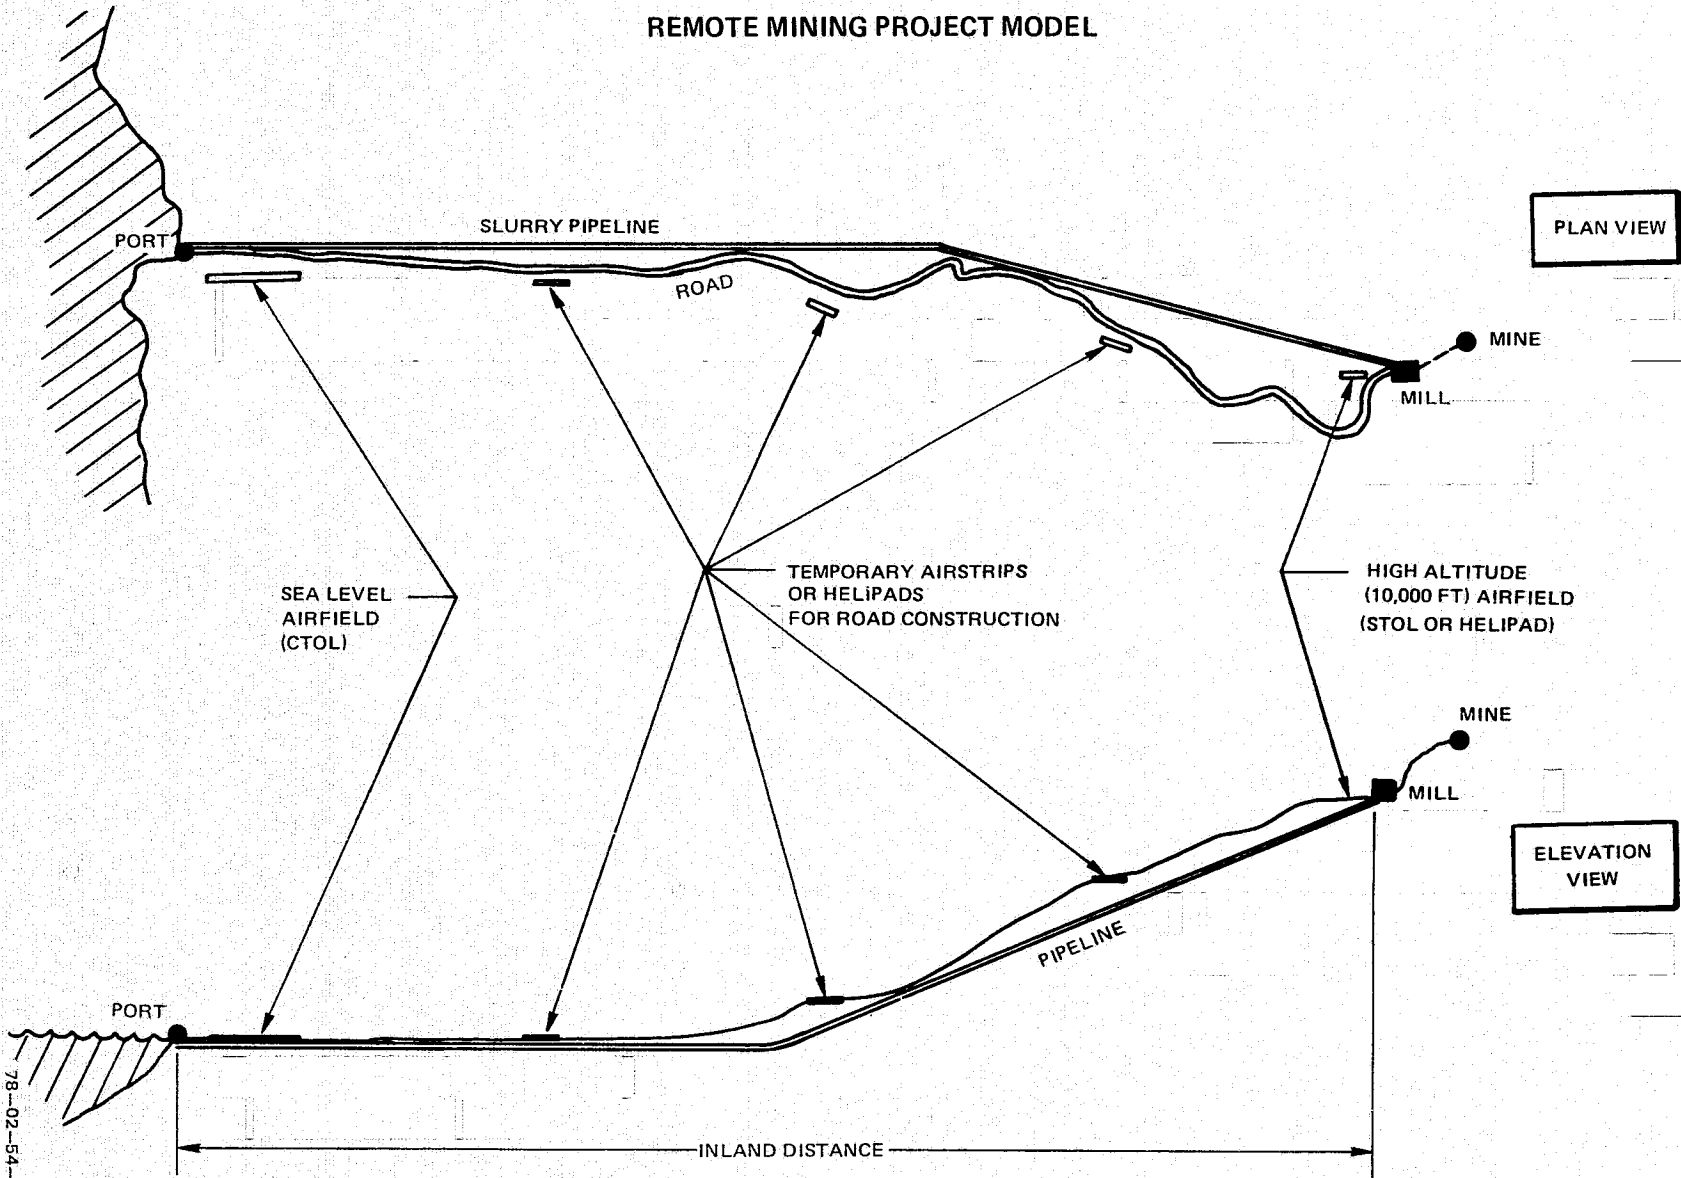 REMOTE MINING PROJECT MODEL
PLAN VIEW
SLURRY PIPELINE
PORT
ROAD
MINE
MILL
SEA LEVEL
AIRFIELD
(CTOL)
TEMPORARY AIRSTRIPS
OR HELIPADS
FOR ROAD CONSTRUCTION
HIGH ALTITUDE
(10,000 FT) AIRFIELD
(STOL OR HELIPAD)
MINE
MILL
ELEVATION
VIEW
PIPELINE
PORT
INLAND DISTANCE
78-02-54-